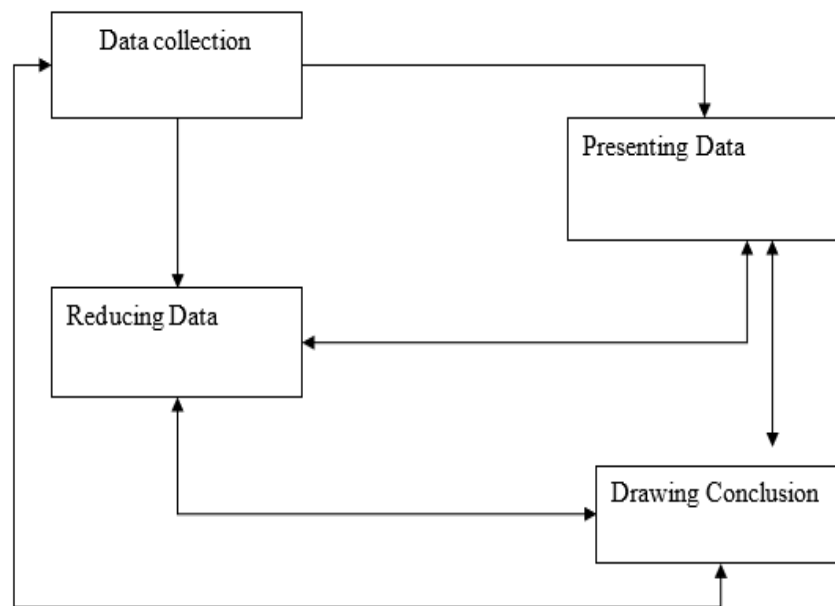 Data collection
Presenting Data
Reducing Data
Drawing Conclusion